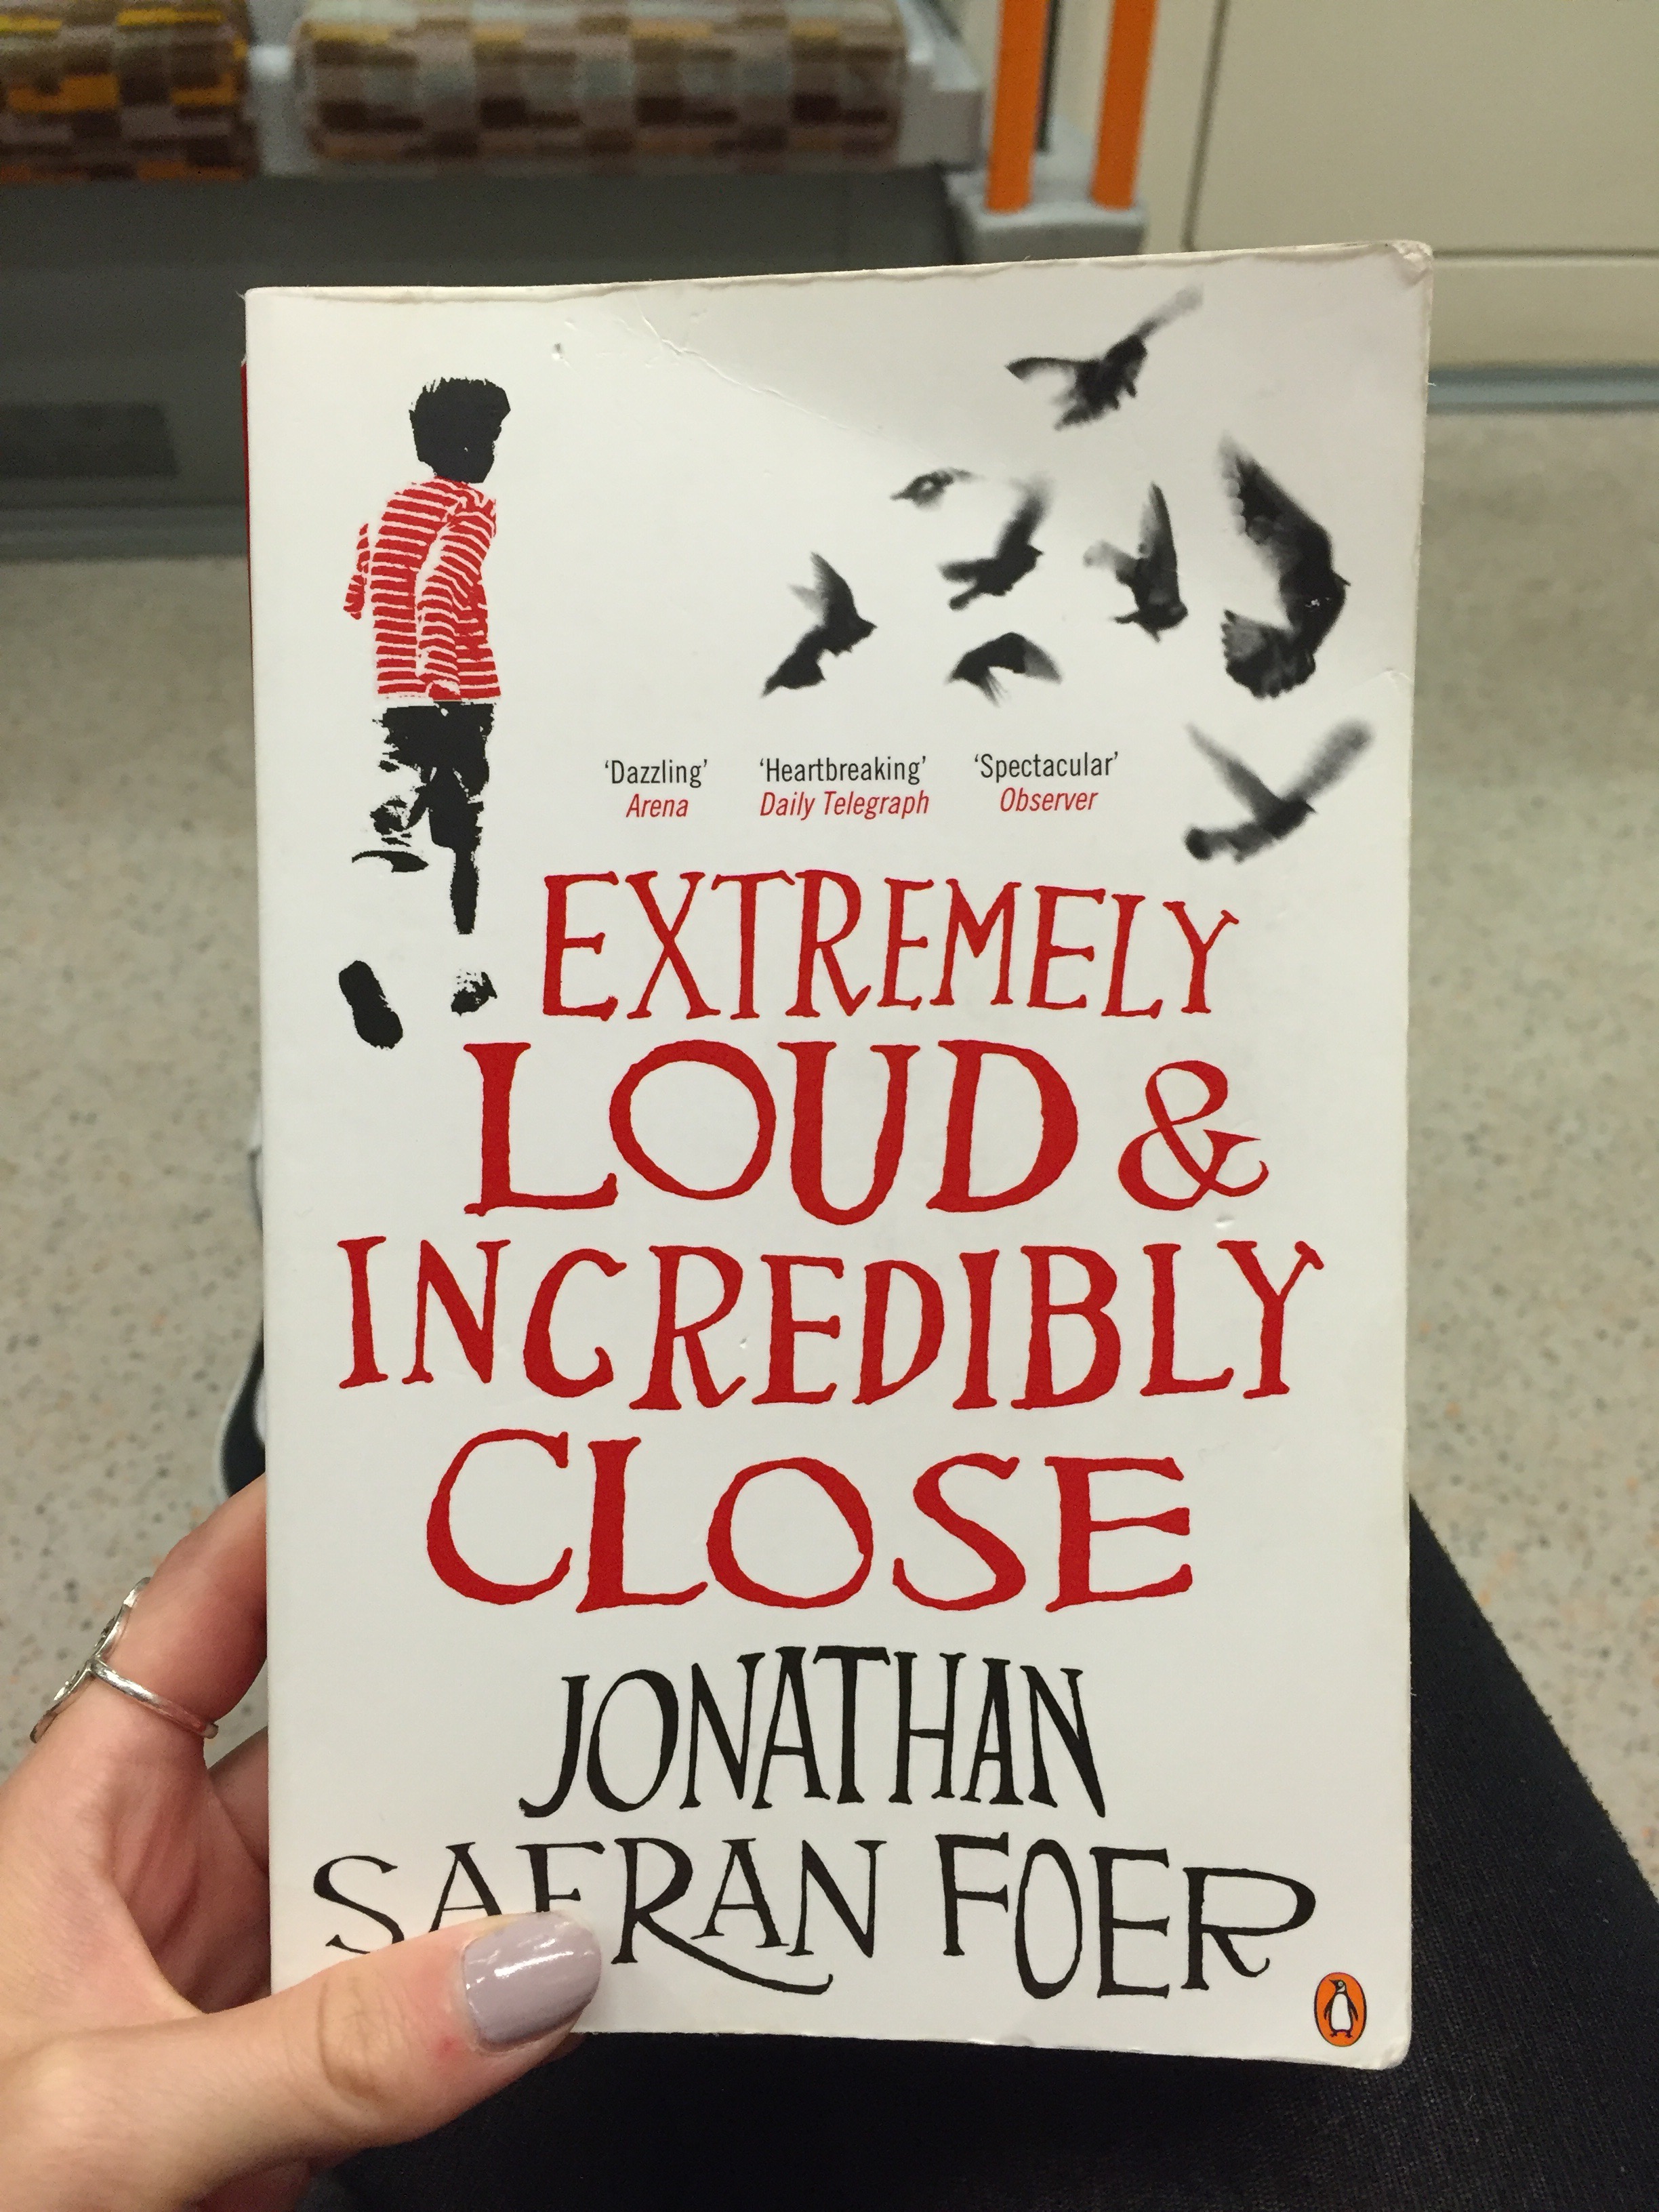 ‘Dazzling’ ‘Heartbreaking’ ‘Spectacular’
Arena Daily Telegraph Observer
EXTREMELY
LOUD &
INCREDIBLY
CLOSE
JONATHAN
SAFRAN FOER